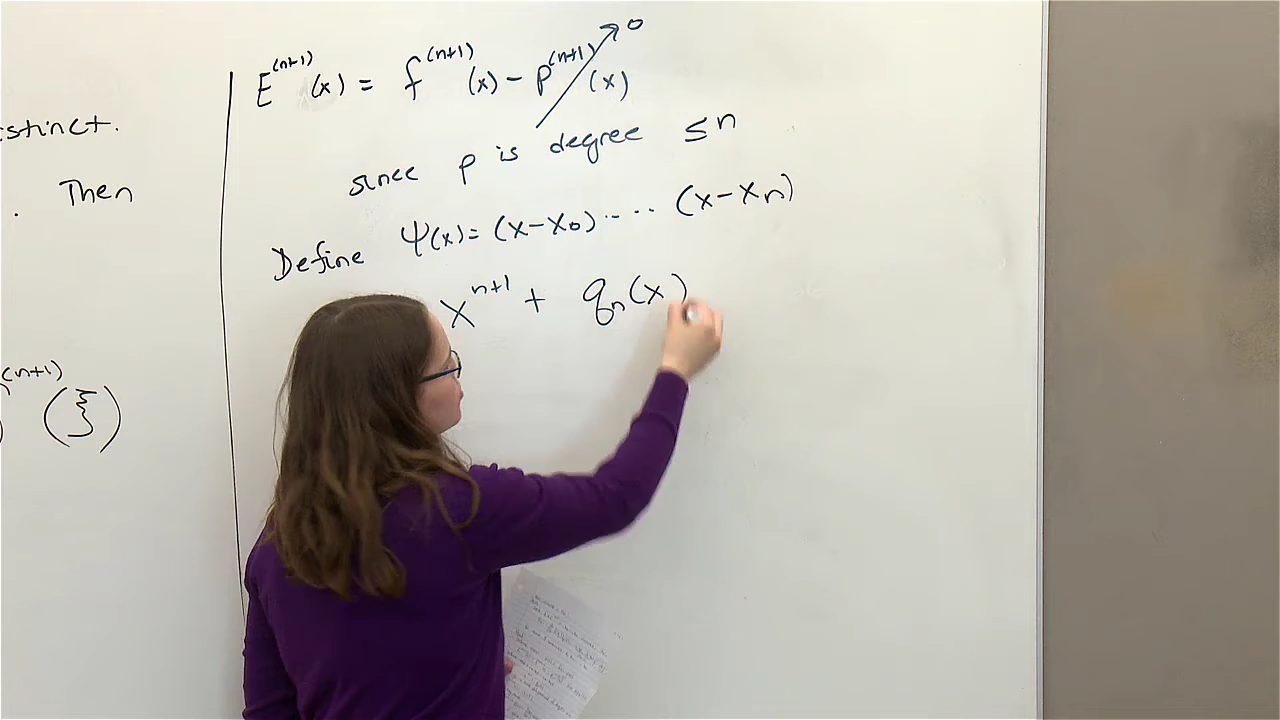 stinct.
. Then
(n+1)
(ξ)
E^(n+1) (x) = f^(n+1) (x) - p^(n+1) (x) → 0
since p is degree ≤ n
Define Ψ(x) = (x-x₀) ···· (x-xₙ)
x^n+1 + qₙ(x)